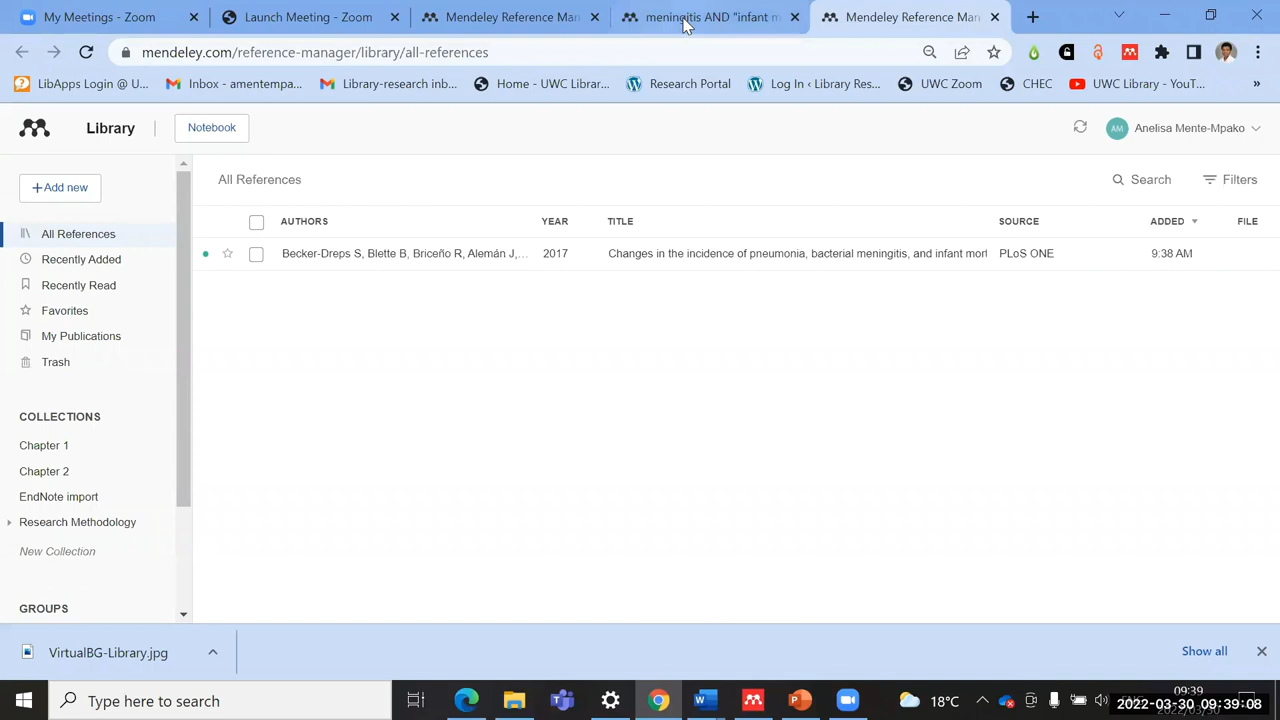 My Meetings - Zoom
Launch Meeting - Zoom
Mendeley Reference Man
meningitis AND "infant m
Mendeley Reference Man
mendeley.com/reference-manager/library/all-references
LibApps Login @ U...
Inbox - amentempa...
Library-research inb...
Home - UWC Librar...
Research Portal
Log In ‹ Library Res...
UWC Zoom
CHEC
UWC Library - YouT...
»
Library
Notebook
Anelisa Mente-Mpako
AM
+Add new
All References
Search
Filters
AUTHORS
YEAR
TITLE
SOURCE
ADDED
FILE
All References
Becker-Dreps S, Blette B, Briceño R, Alemán J,...
2017
Changes in the incidence of pneumonia, bacterial meningitis, and infant mort
PLoS ONE
9:38 AM
Recently Added
Recently Read
Favorites
My Publications
Trash
COLLECTIONS
Chapter 1
Chapter 2
EndNote import
Research Methodology
New Collection
GROUPS
VirtualBG-Library.jpg
Show all
Type here to search
18°C
09:39
2022-03-30 09:39:08